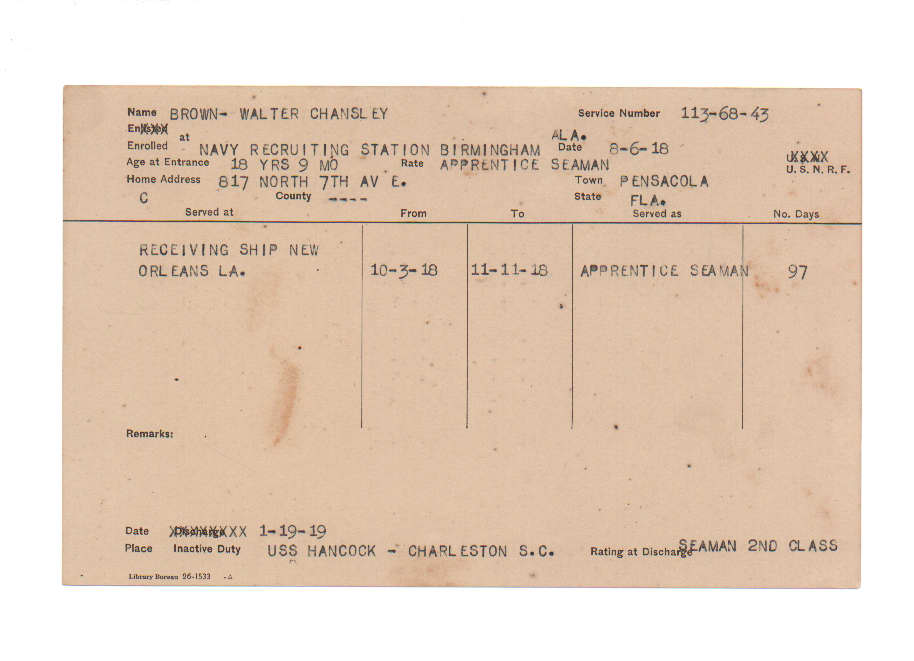 Name BROWN- WALTER CHANSLEY Service Number 113-68-43
Enlisted
at ALA.
Enrolled NAVY RECRUITING STATION BIRMINGHAM Date 8-6-18
Age at Entrance 18 YRS 9 MO Rate APPRENTICE SEAMAN U. S. N. R. F.
Home Address 817 NORTH 7TH AV E. Town PENSACOLA
C County ---- State FLA.
Served at From To Served as No. Days
RECEIVING SHIP NEW
ORLEANS LA. 10-3-18 11-11-18 APPRENTICE SEAMAN 97
Remarks:
Date Discharge XX 1-19-19
Place Inactive Duty USS HANCOCK - CHARLESTON S.C. Rating at Discharge SEAMAN 2ND CLASS
Library Bureau 26-1533